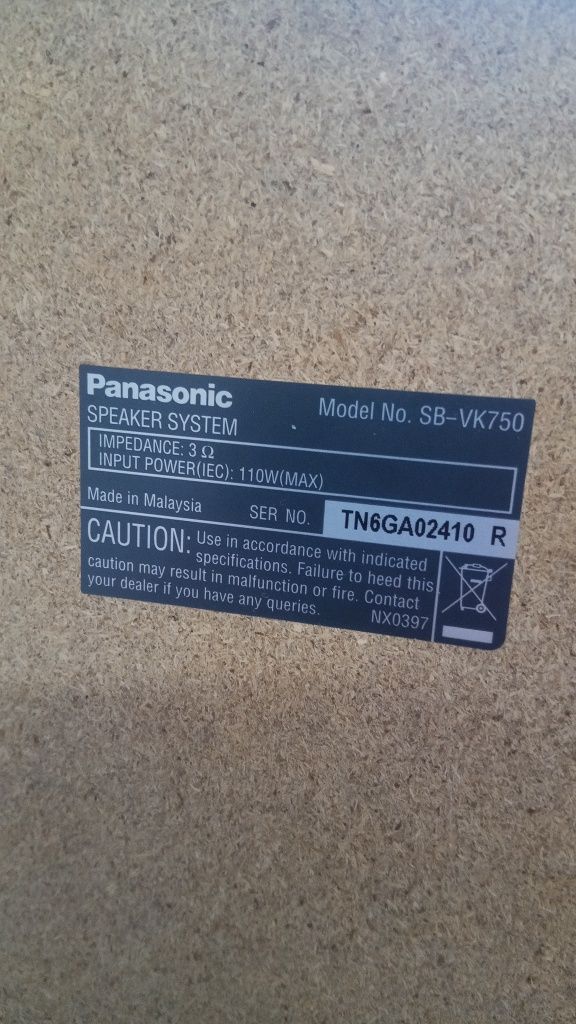 Panasonic
Model No. SB-VK750
SPEAKER SYSTEM
IMPEDANCE: 3 Ω
INPUT POWER(IEC): 110W(MAX)
Made in Malaysia
SER NO. TN6GA02410 R
CAUTION: Use in accordance with indicated
specifications. Failure to heed this
caution may result in malfunction or fire. Contact
your dealer if you have any queries.
NX0397